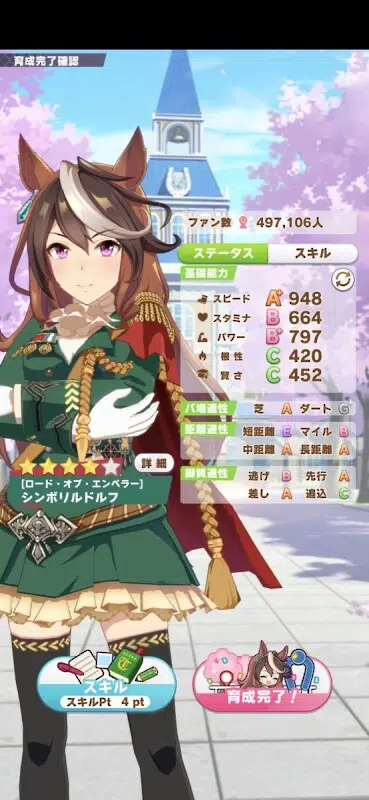 育成完了確認
ファン数 497,106人
ステータス スキル
基礎能力
スピード A+ 948
スタミナ B 664
パワー B+ 797
根性 C 420
賢さ C 452
バ場適性 芝 A ダート G
距離適性 短距離 E マイル B
中距離 A 長距離 A
脚質適性 逃げ B 先行 A
差し A 追込 C
詳細
[ロード・オブ・エンペラー]
シンボリルドルフ
スキル
スキルPt 4 pt
育成完了!